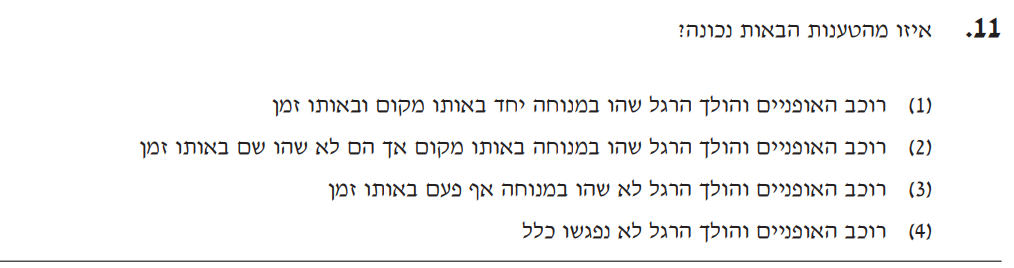 11. איזו מהטענות הבאות נכונה?
(1) רוכב האופניים והולך הרגל שהו במנוחה יחד באותו מקום ובאותו זמן
(2) רוכב האופניים והולך הרגל שהו במנוחה באותו מקום אך הם לא שהו שם באותו זמן
(3) רוכב האופניים והולך הרגל לא שהו במנוחה אף פעם באותו זמן
(4) רוכב האופניים והולך הרגל לא נפגשו כלל